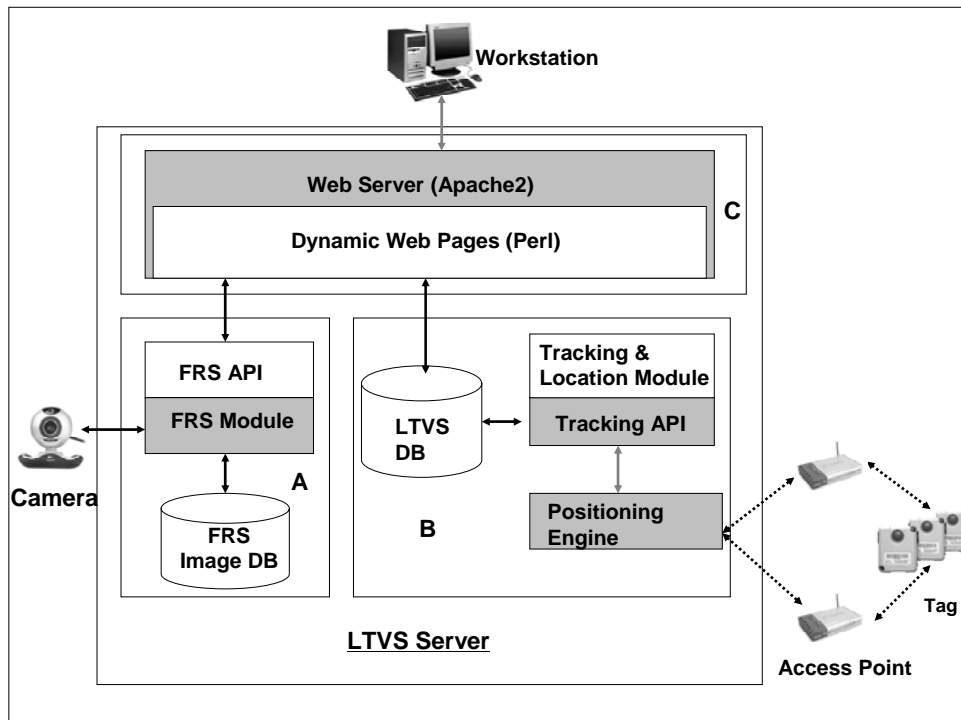 Workstation
Web Server (Apache2)
C
Dynamic Web Pages (Perl)
FRS API
FRS Module
A
FRS
Image DB
Camera
Tracking &
Location Module
LTVS
DB
Tracking API
B
Positioning
Engine
Tag
Access Point
LTVS Server